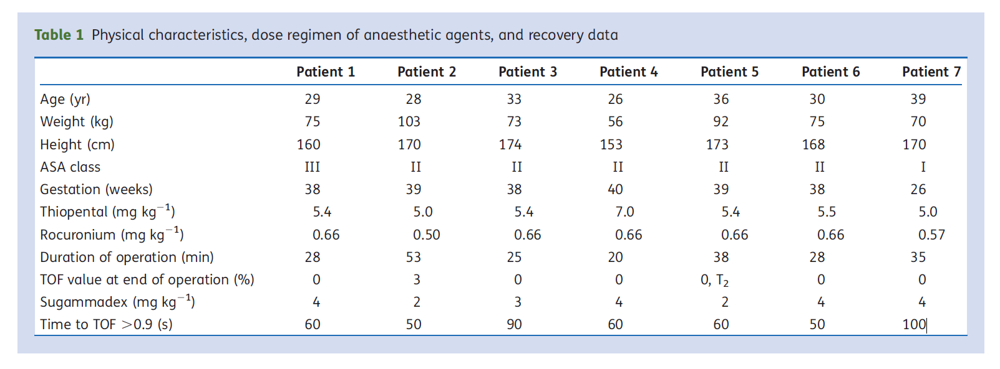 Table 1 Physical characteristics, dose regimen of anaesthetic agents, and recovery data
Patient 1 Patient 2 Patient 3 Patient 4 Patient 5 Patient 6 Patient 7
Age (yr) 29 28 33 26 36 30 39
Weight (kg) 75 103 73 56 92 75 70
Height (cm) 160 170 174 153 173 168 170
ASA class III II II II II II I
Gestation (weeks) 38 39 38 40 39 38 26
Thiopental (mg kg⁻¹) 5.4 5.0 5.4 7.0 5.4 5.5 5.0
Rocuronium (mg kg⁻¹) 0.66 0.50 0.66 0.66 0.66 0.66 0.57
Duration of operation (min) 28 53 25 20 38 28 35
TOF value at end of operation (%) 0 3 0 0 0, T₂ 0 0
Sugammadex (mg kg⁻¹) 4 2 3 4 2 4 4
Time to TOF >0.9 (s) 60 50 90 60 60 50 100